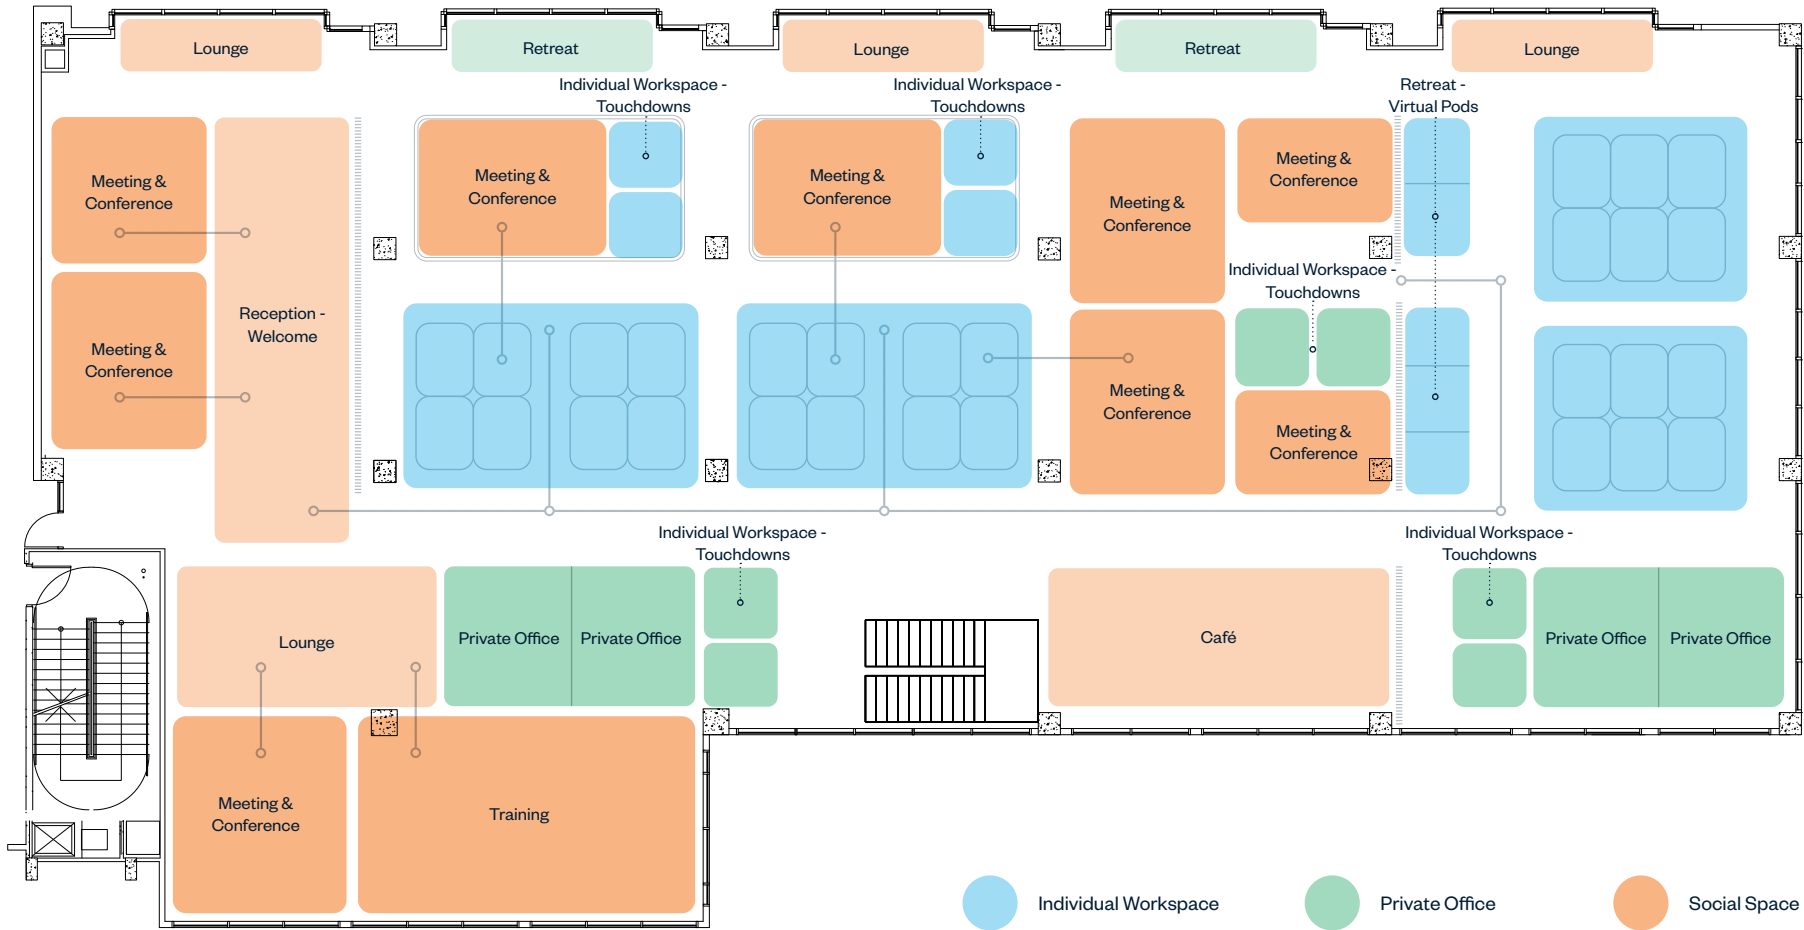 Lounge
Retreat
Lounge
Retreat
Lounge
Individual Workspace -
Touchdowns
Individual Workspace -
Touchdowns
Retreat -
Virtual Pods
Meeting &
Conference
Meeting &
Conference
Meeting &
Conference
Meeting &
Conference
Meeting &
Conference
Individual Workspace -
Touchdowns
Reception -
Welcome
Meeting &
Conference
Meeting &
Conference
Meeting &
Conference
Individual Workspace -
Touchdowns
Individual Workspace -
Touchdowns
Lounge
Private Office
Private Office
Café
Private Office
Private Office
Meeting &
Conference
Training
Individual Workspace
Private Office
Social Space